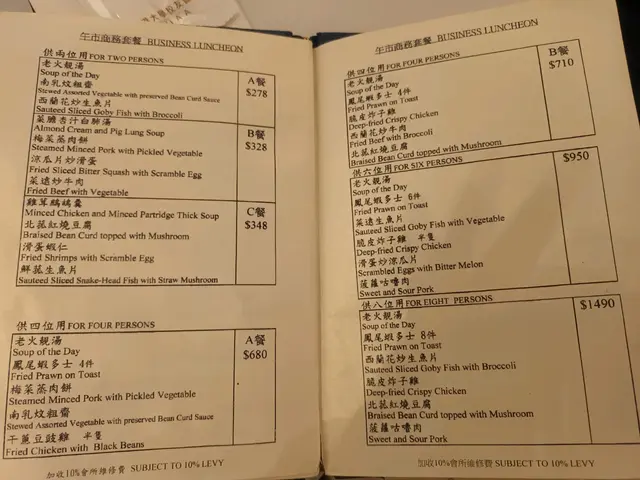 午市商務套餐 BUSINESS LUNCHEON
供兩位用 FOR TWO PERSONS
老火靚湯
Soup of the Day
南乳炆粗齋
Stewed Assorted Vegetable with preserved Bean Curd Sauce
西蘭花炒生魚片
Sauteed Sliced Goby Fish with Broccoli
A餐
$278
菜膽杏汁白肺湯
Almond Cream and Pig Lung Soup
梅菜蒸肉餅
Steamed Minced Pork with Pickled Vegetable
涼瓜片炒滑蛋
Fried Sliced Bitter Squash with Scramble Egg
菜遠炒牛肉
Fried Beef with Vegetable
B餐
$328
雞茸鷓鴣羹
Minced Chicken and Minced Partridge Thick Soup
北菰紅燒豆腐
Braised Bean Curd topped with Mushroom
滑蛋蝦仁
Fried Shrimps with Scramble Egg
鮮菰生魚片
Sauteed Sliced Snake-Head Fish with Straw Mushroom
C餐
$348
供四位用 FOR FOUR PERSONS
老火靚湯
Soup of the Day
鳳尾蝦多士 4件
Fried Prawn on Toast
梅菜蒸肉餅
Steamed Minced Pork with Pickled Vegetable
南乳炆粗齋
Stewed Assorted Vegetable with preserved Bean Curd Sauce
干蔥豆豉雞 半隻
Fried Chicken with Black Beans
A餐
$680
加收10%會所維修費 SUBJECT TO 10% LEVY
午市商務套餐 BUSINESS LUNCHEON
供四位用 FOR FOUR PERSONS
老火靚湯
Soup of the Day
鳳尾蝦多士 4件
Fried Prawn on Toast
脆皮炸子雞
Deep-fried Crispy Chicken
西蘭花炒牛肉
Fried Beef with Broccoli
北菰紅燒豆腐
Braised Bean Curd topped with Mushroom
B餐
$710
供六位用 FOR SIX PERSONS
老火靚湯
Soup of the Day
鳳尾蝦多士 6件
Fried Prawn on Toast
菜遠生魚片
Sauteed Sliced Goby Fish with Vegetable
脆皮炸子雞 半隻
Deep-fried Crispy Chicken
滑蛋炒涼瓜片
Scrambled Eggs with Bitter Melon
菠蘿咕嚕肉
Sweet and Sour Pork
$950
供八位用 FOR EIGHT PERSONS
老火靚湯
Soup of the Day
鳳尾蝦多士 8件
Fried Prawn on Toast
西蘭花炒生魚片
Sauteed Sliced Goby Fish with Broccoli
脆皮炸子雞
Deep-fried Crispy Chicken
北菰紅燒豆腐
Braised Bean Curd topped with Mushroom
菠蘿咕嚕肉
Sweet and Sour Pork
$1490
加收10%會所維修費 SUBJECT TO 10% LEVY